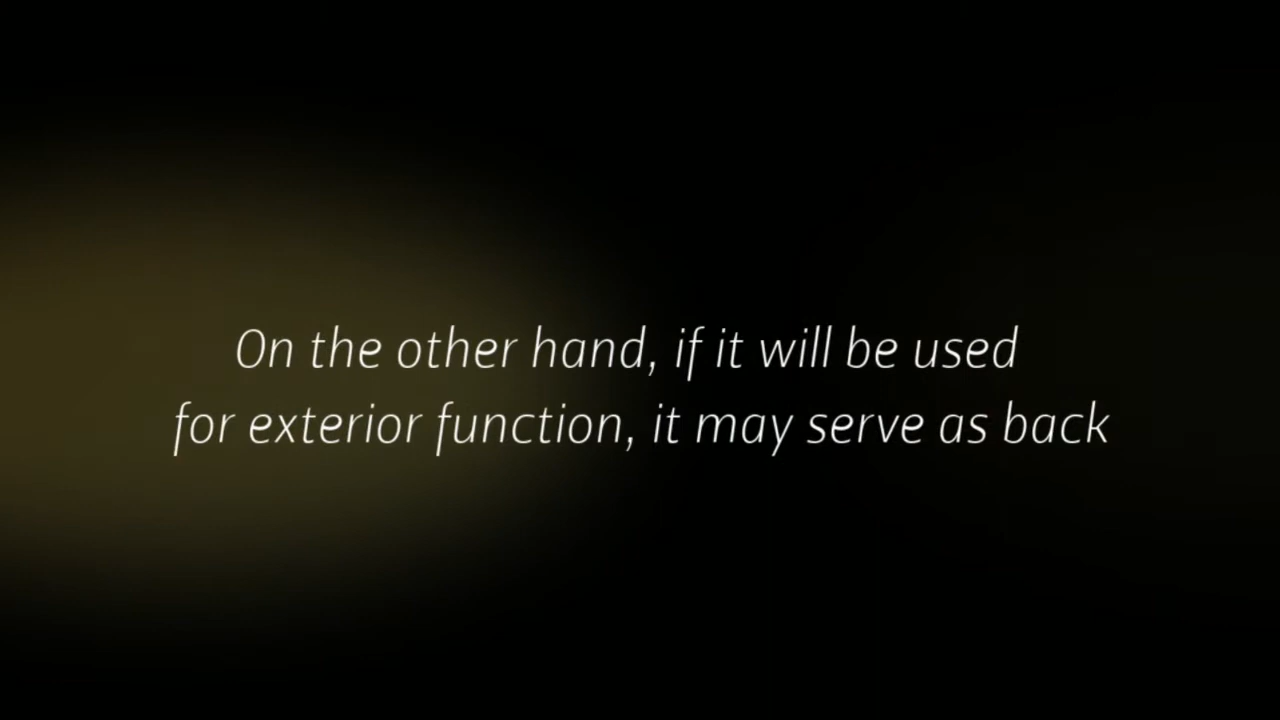 On the other hand, if it will be used
for exterior function, it may serve as back